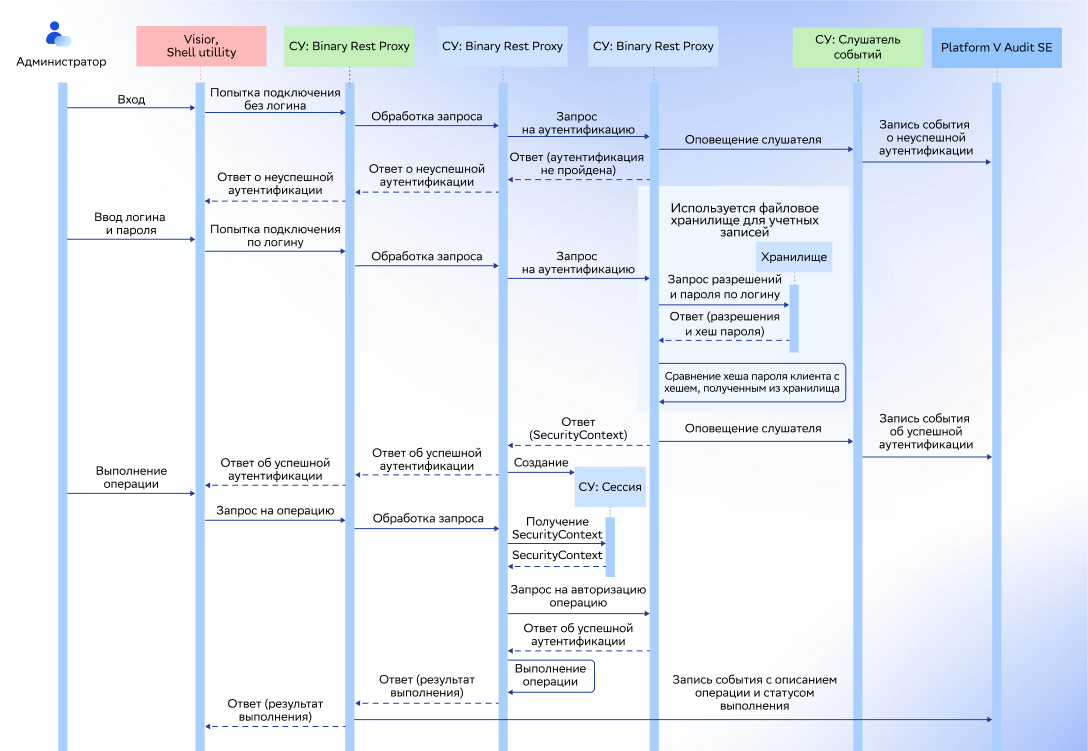 Администратор
Visior,
Shell utillity
СУ: Binary Rest Proxy
СУ: Binary Rest Proxy
СУ: Binary Rest Proxy
СУ: Слушатель
событий
Platform V Audit SE
Вход
Попытка подключения
без логина
Обработка запроса
Запрос
на аутентификацию
Оповещение слушателя
Запись события
о неуспешной
аутентификации
Ответ (аутентификация
не пройдена)
Ответ о неуспешной
аутентификации
Ответ о неуспешной
аутентификации
Ввод логина
и пароля
Попытка подключения
по логину
Обработка запроса
Запрос
на аутентификацию
Используется файловое
хранилище для учетных
записей
Хранилище
Запрос разрешений
и пароля по логину
Ответ (разрешения
и хеш пароля)
Сравнение хеша пароля клиента с
хешем, полученным из хранилища
Ответ
(SecurityContext)
Оповещение слушателя
Запись события
об успешной
аутентификации
Ответ об успешной
аутентификации
Ответ об успешной
аутентификации
Создание
СУ: Сессия
Выполнение
операции
Запрос на операцию
Обработка запроса
Получение
SecurityContext
SecurityContext
Запрос на авторизацию
операцию
Ответ об успешной
аутентификации
Выполнение
операции
Ответ (результат
выполнения)
Запись события с описанием
операции и статусом
выполнения
Ответ (результат
выполнения)